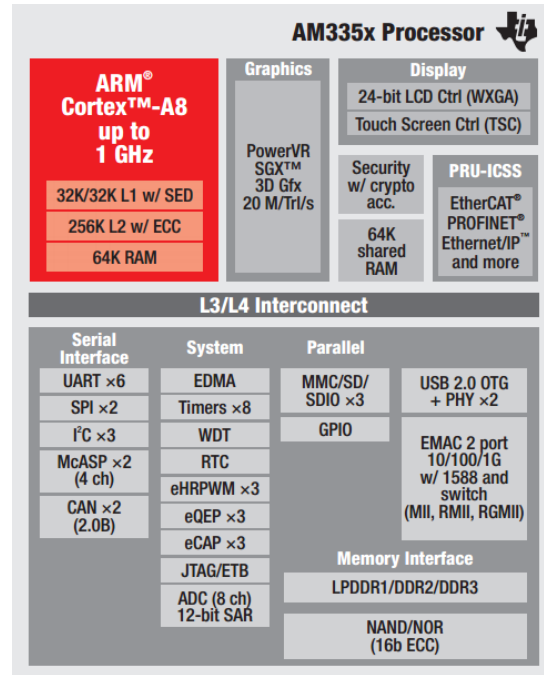 AM335x Processor
ARM®
Cortex™-A8
up to
1 GHz
32K/32K L1 w/ SED
256K L2 w/ ECC
64K RAM
Graphics
PowerVR
SGX™
3D Gfx
20 M/Trl/s
Display
24-bit LCD Ctrl (WXGA)
Touch Screen Ctrl (TSC)
Security
w/ crypto
acc.
64K
shared
RAM
PRU-ICSS
EtherCAT®
PROFINET®
Ethernet/IP™
and more
L3/L4 Interconnect
Serial
Interface
UART ×6
SPI ×2
I²C ×3
McASP ×2
(4 ch)
CAN ×2
(2.0B)
System
EDMA
Timers ×8
WDT
RTC
eHRPWM ×3
eQEP ×3
eCAP ×3
JTAG/ETB
ADC (8 ch)
12-bit SAR
Parallel
MMC/SD/
SDIO ×3
GPIO
USB 2.0 OTG
+ PHY ×2
EMAC 2 port
10/100/1G
w/ 1588 and
switch
(MII, RMII, RGMII)
Memory Interface
LPDDR1/DDR2/DDR3
NAND/NOR
(16b ECC)